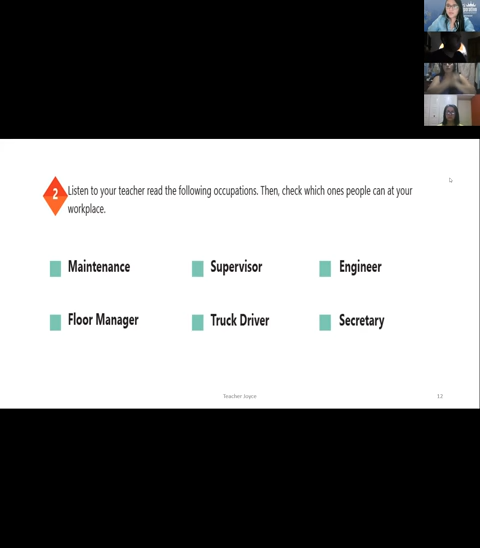 2
Listen to your teacher read the following occupations. Then, check which ones people can at your
workplace.
Maintenance
Supervisor
Engineer
Floor Manager
Truck Driver
Secretary
Teacher Joyce
12